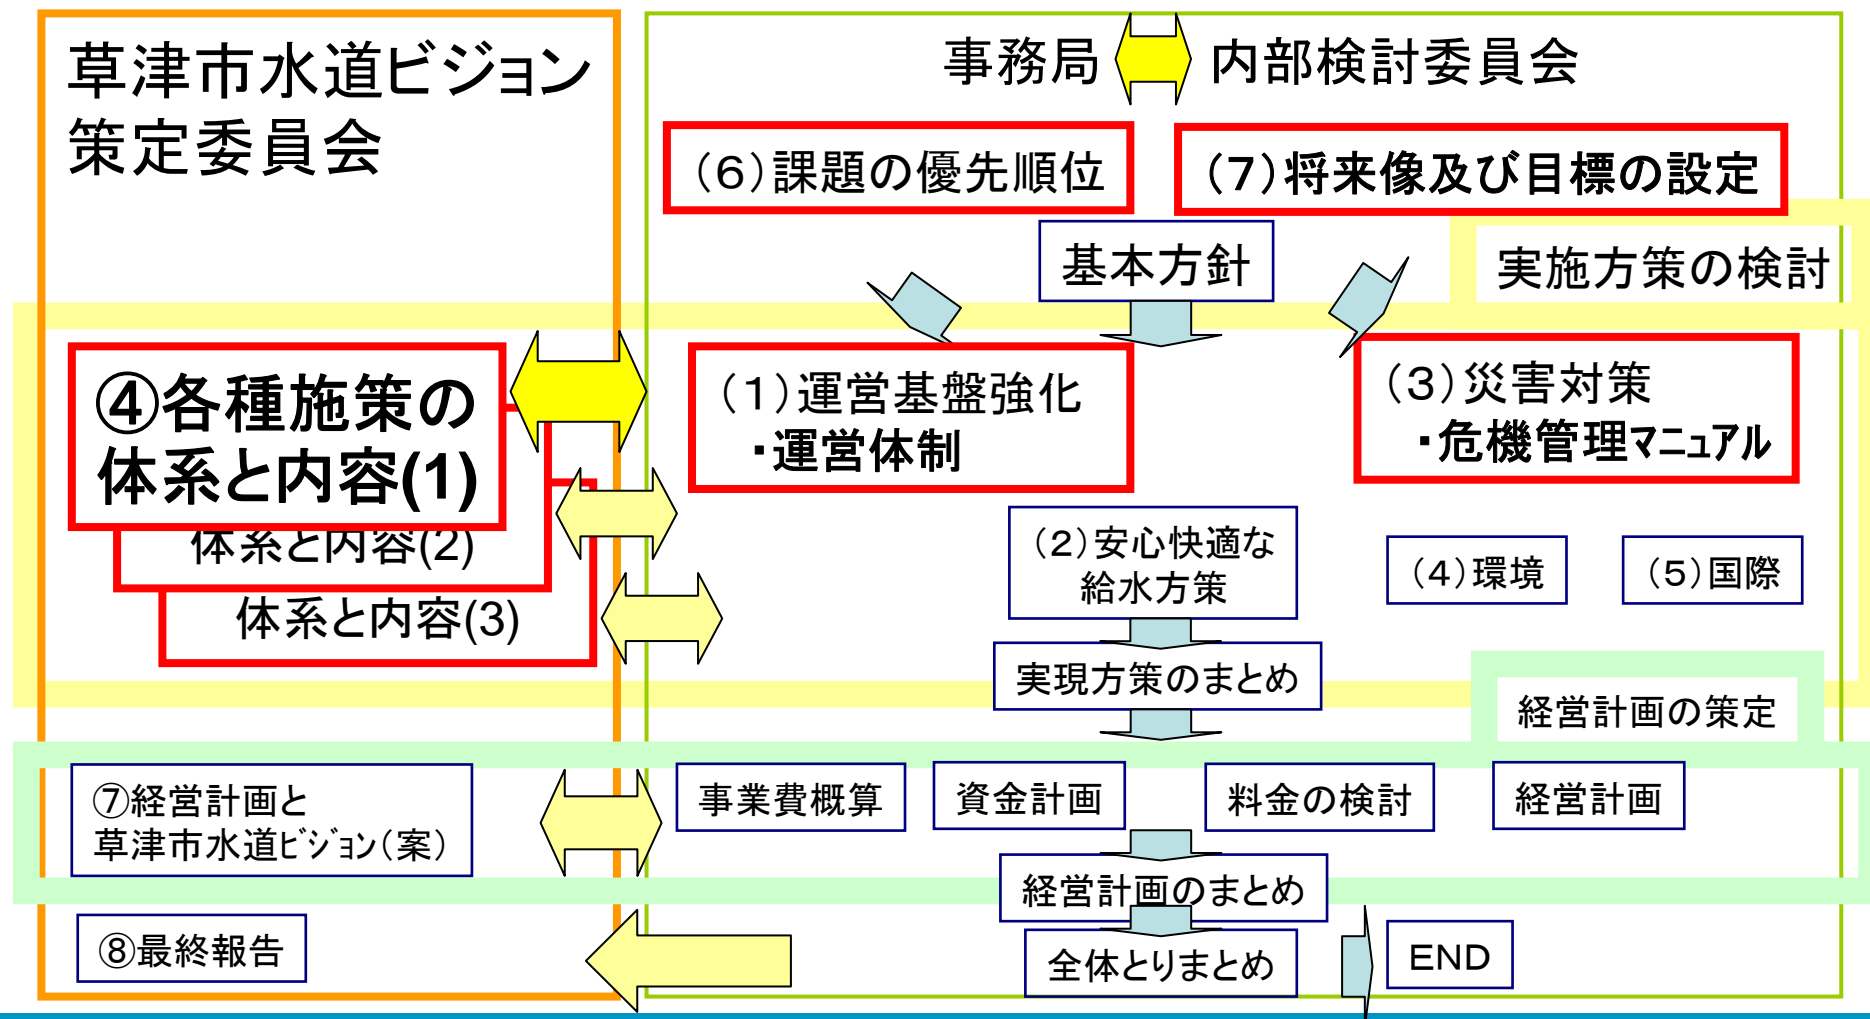 草津市水道ビジョン
策定委員会
事務局
内部検討委員会
(6)課題の優先順位
(7)将来像及び目標の設定
基本方針
実施方策の検討
④各種施策の
体系と内容(1)
体系と内容(2)
体系と内容(3)
(1)運営基盤強化
・運営体制
(3)災害対策
・危機管理マニュアル
(2)安心快適な
給水方策
(4)環境
(5)国際
実現方策のまとめ
経営計画の策定
⑦経営計画と
草津市水道ビジョン(案)
事業費概算
資金計画
料金の検討
経営計画
経営計画のまとめ
⑧最終報告
全体とりまとめ
END